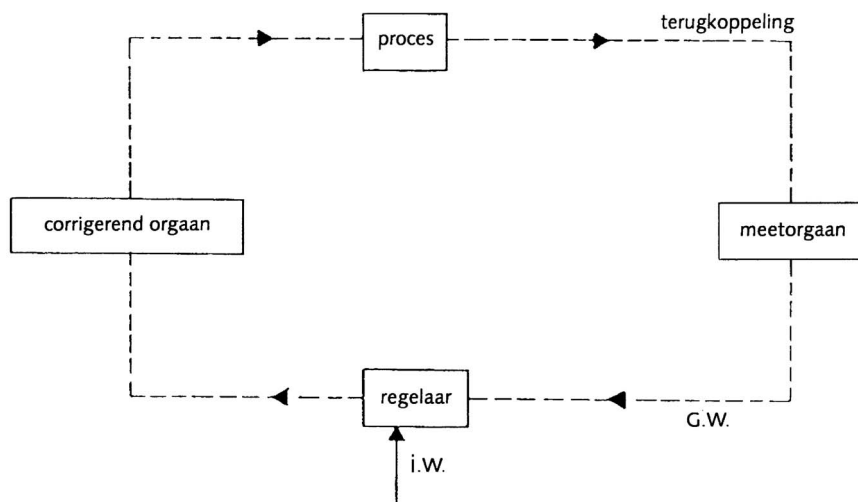 terugkoppeling
proces
corrigerend orgaan
meetorgaan
regelaar
G.W.
i.W.